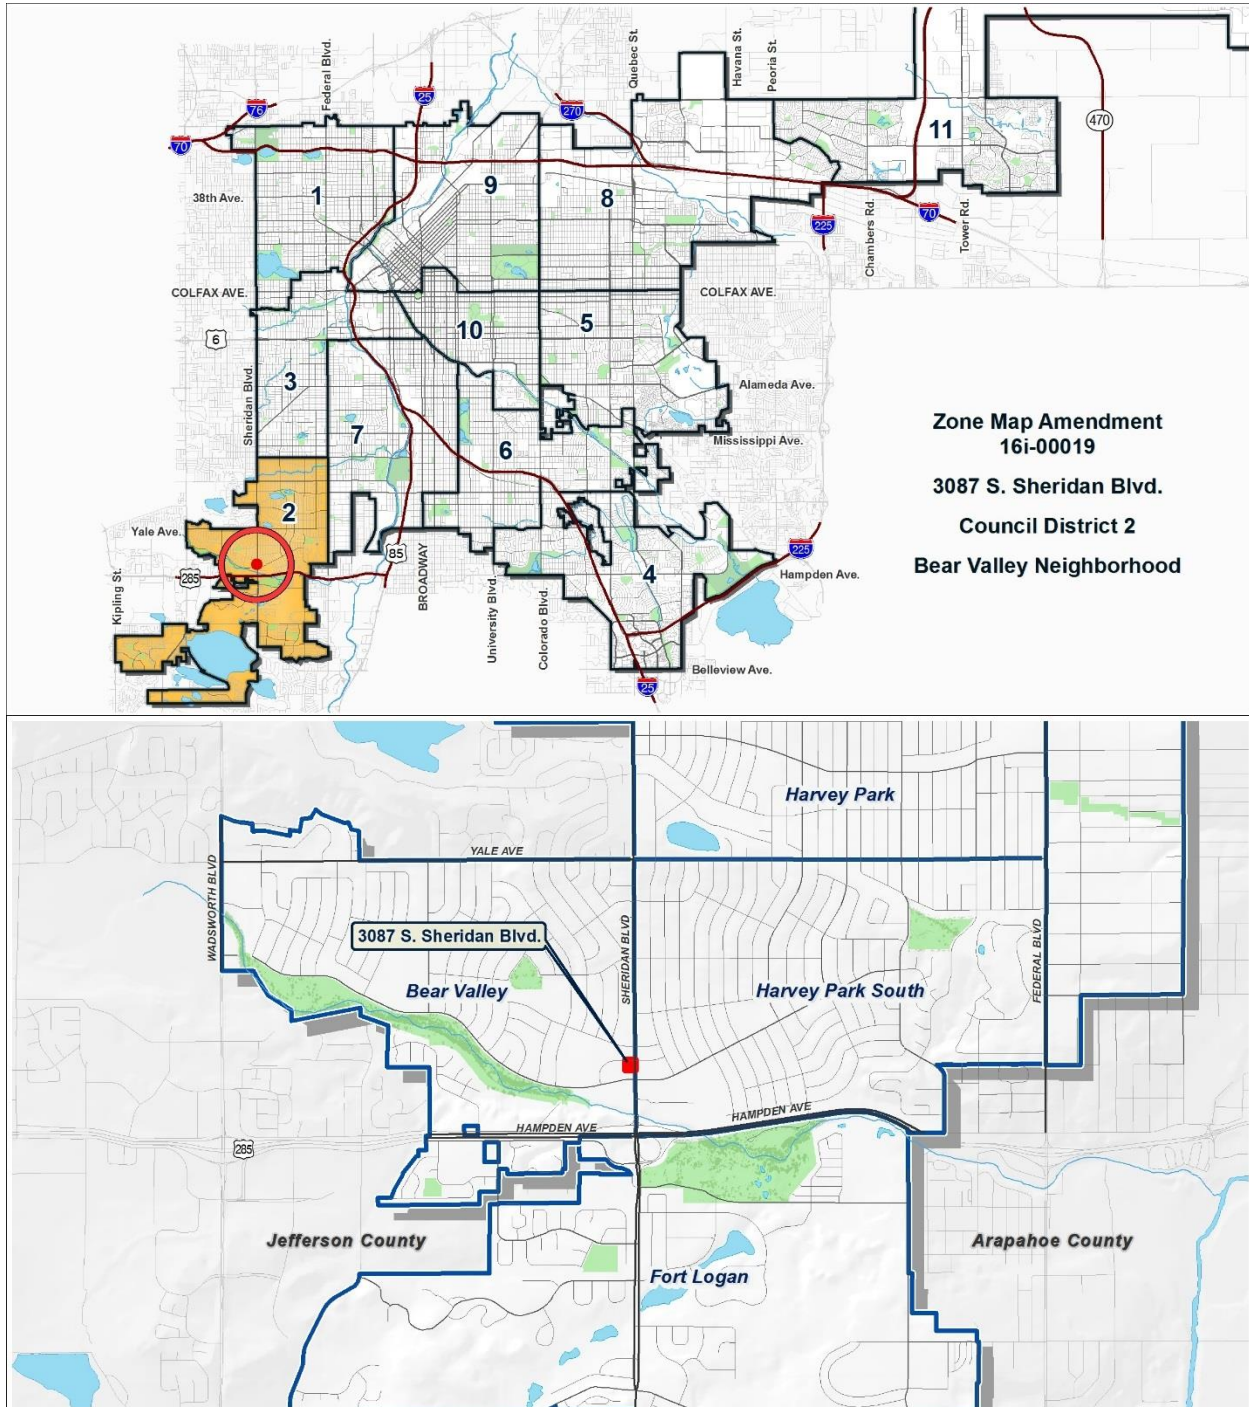 Federal Blvd.
Quebec St.
Havana St.
Peoria St.
76
25
270
470
70
11
1
9
8
38th Ave.
225
70
Chambers Rd.
Tower Rd.
COLFAX AVE.
COLFAX AVE.
6
10
5
Sheridan Blvd.
3
Alameda Ave.
7
6
Mississippi Ave.
Zone Map Amendment
16i-00019
3087 S. Sheridan Blvd.
Council District 2
Bear Valley Neighborhood
2
Yale Ave.
85
225
285
4
Hampden Ave.
Kipling St.
BROADWAY
University Blvd.
Colorado Blvd.
Belleview Ave.
25
Harvey Park
YALE AVE
WADSWORTH BLVD
3087 S. Sheridan Blvd.
SHERIDAN BLVD
FEDERAL BLVD
Bear Valley
Harvey Park South
HAMPDEN AVE
HAMPDEN AVE
285
Jefferson County
Arapahoe County
Fort Logan